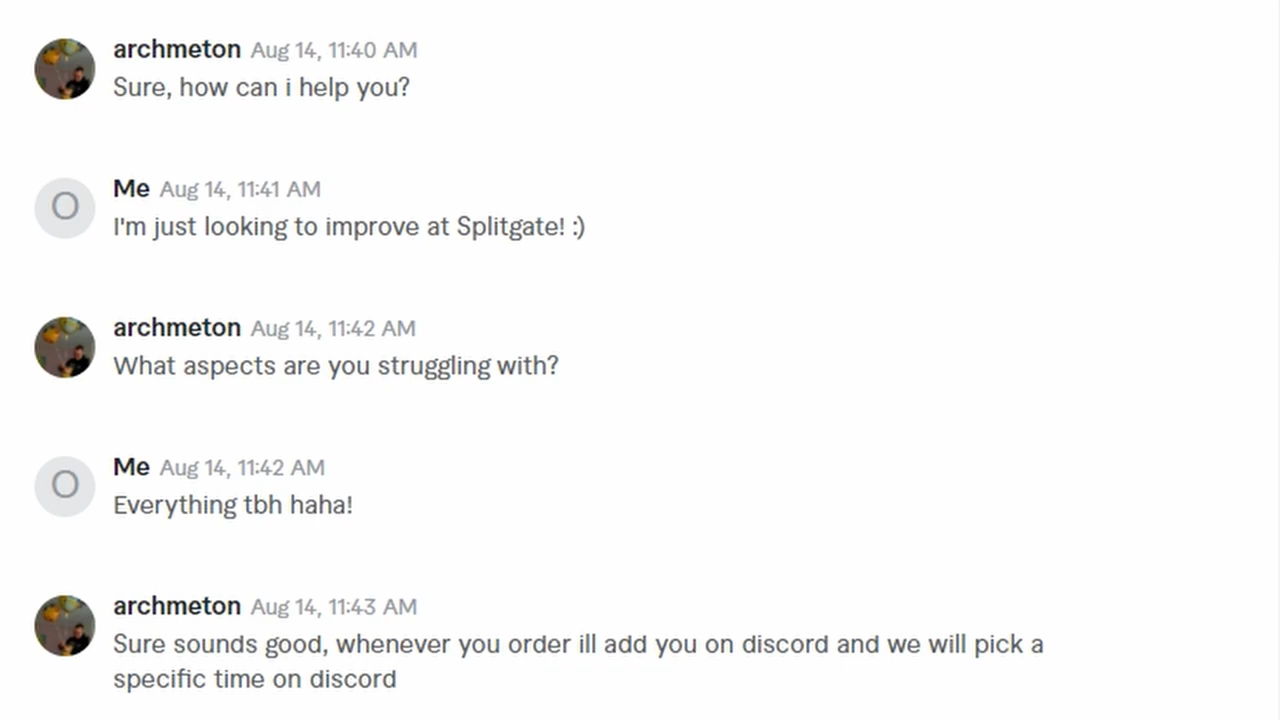 archmeton Aug 14, 11:40 AM
Sure, how can i help you?
O
Me Aug 14, 11:41 AM
I'm just looking to improve at Splitgate! :)
archmeton Aug 14, 11:42 AM
What aspects are you struggling with?
O
Me Aug 14, 11:42 AM
Everything tbh haha!
archmeton Aug 14, 11:43 AM
Sure sounds good, whenever you order ill add you on discord and we will pick a
specific time on discord